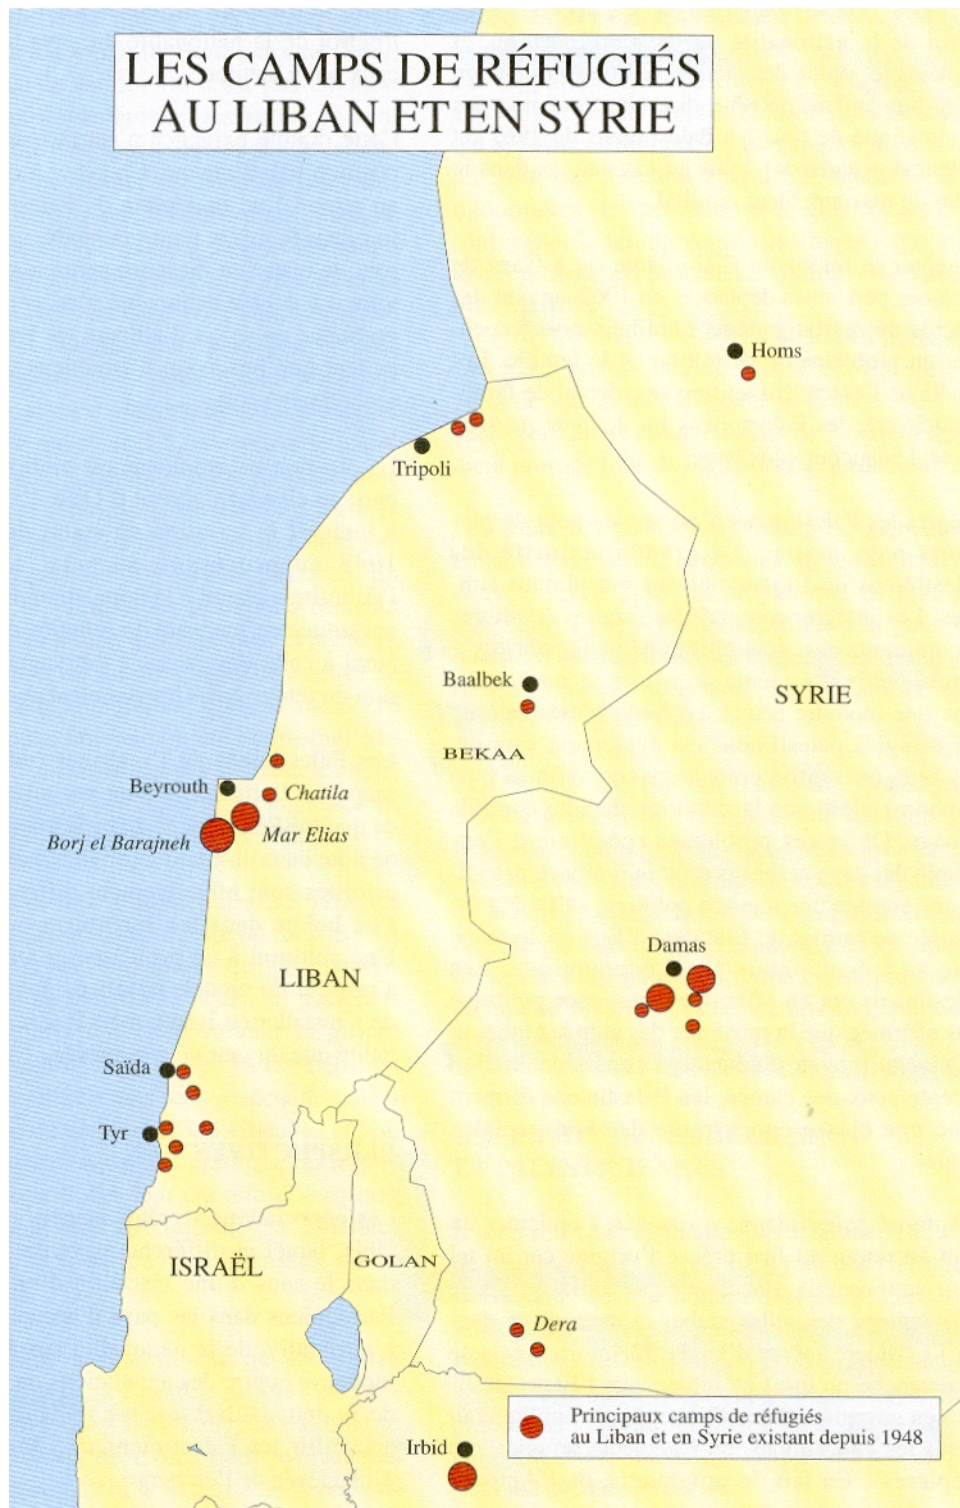 LES CAMPS DE RÉFUGIÉS
AU LIBAN ET EN SYRIE
Homs
Tripoli
Baalbek
SYRIE
BEKAA
Beyrouth
Chatila
Mar Elias
Borj el Barajneh
Damas
LIBAN
Saïda
Tyr
ISRAËL
GOLAN
Dera
Principaux camps de réfugiés
au Liban et en Syrie existant depuis 1948
Irbid